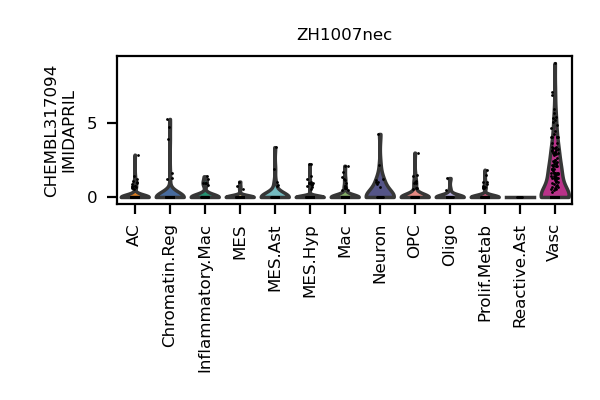 ZH1007nec
CHEMBL317094
IMIDAPRIL
5
0
AC
Chromatin.Reg
Inflammatory.Mac
MES
MES.Ast
MES.Hyp
Mac
Neuron
OPC
Oligo
Prolif.Metab
Reactive.Ast
Vasc